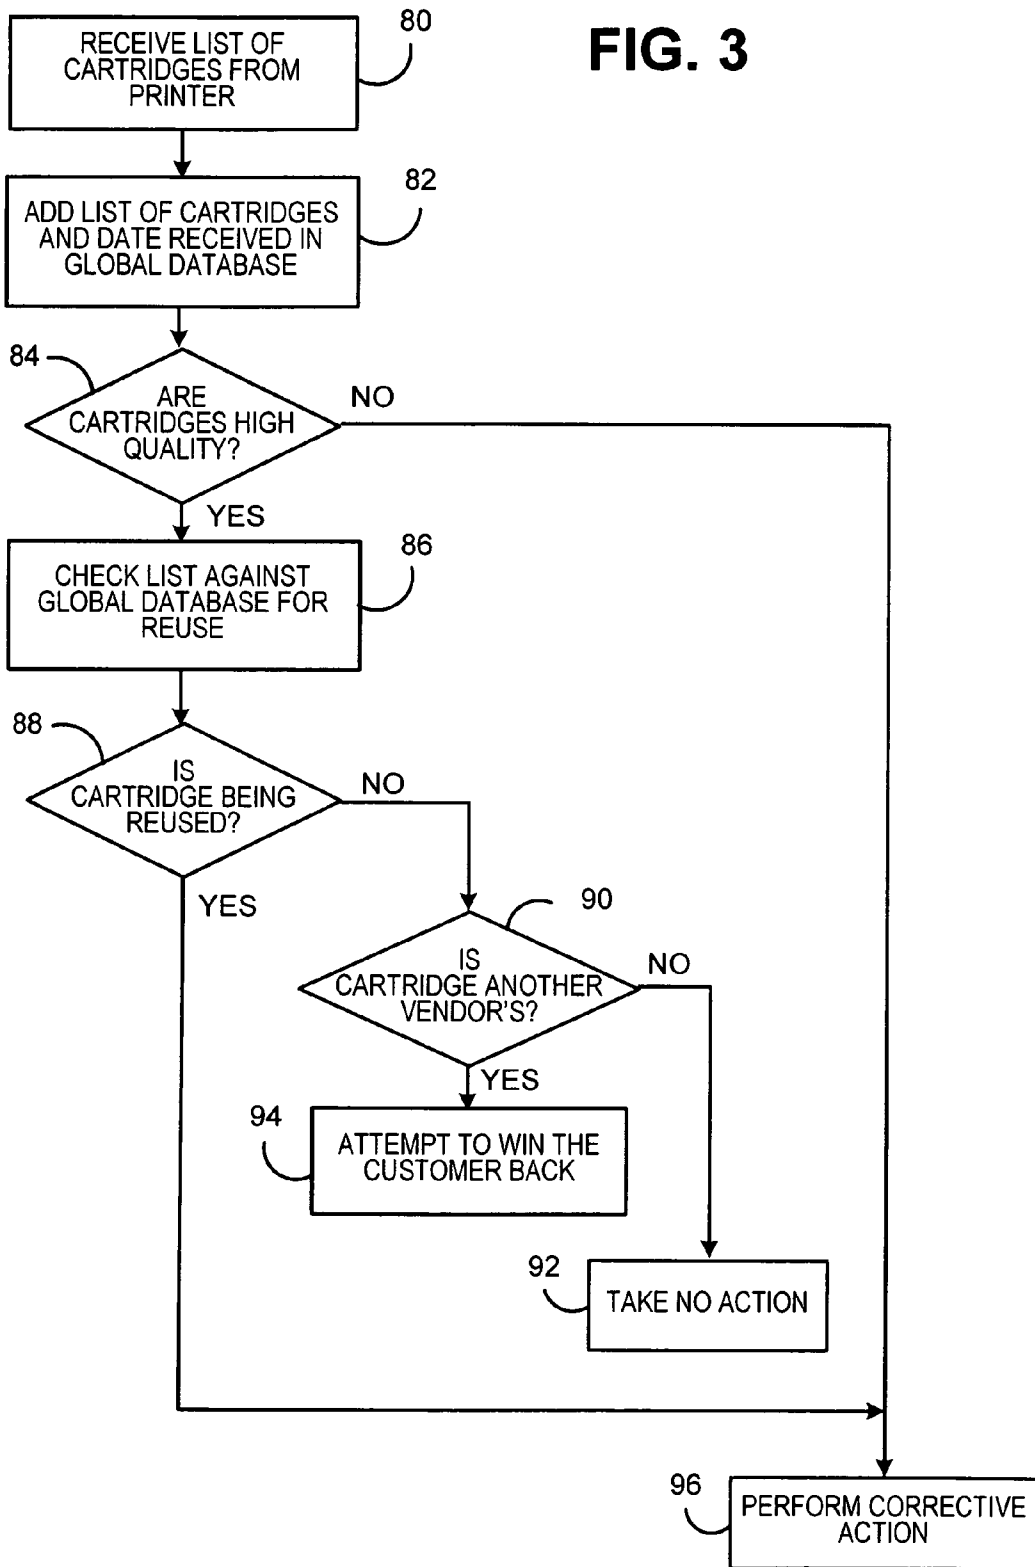 FIG. 3
80
RECEIVE LIST OF
CARTRIDGES FROM
PRINTER
82
ADD LIST OF CARTRIDGES
AND DATE RECEIVED IN
GLOBAL DATABASE
84
ARE
CARTRIDGES HIGH
QUALITY?
NO
YES
86
CHECK LIST AGAINST
GLOBAL DATABASE FOR
REUSE
88
IS
CARTRIDGE BEING
REUSED?
NO
YES
90
IS
CARTRIDGE ANOTHER
VENDOR'S?
NO
YES
94
ATTEMPT TO WIN THE
CUSTOMER BACK
92
TAKE NO ACTION
96
PERFORM CORRECTIVE
ACTION